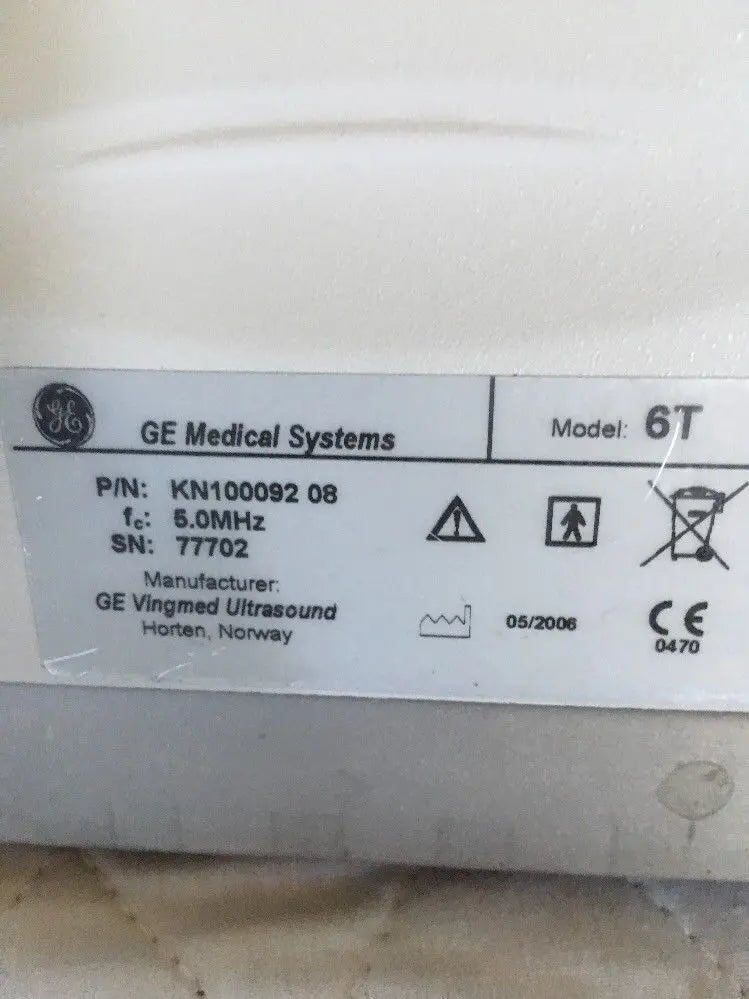 GE
GE Medical Systems
Model: 6T
P/N: KN100092 08
fc: 5.0MHz
SN: 77702
Manufacturer:
GE Vingmed Ultrasound
Horten, Norway
05/2006
CE
0470